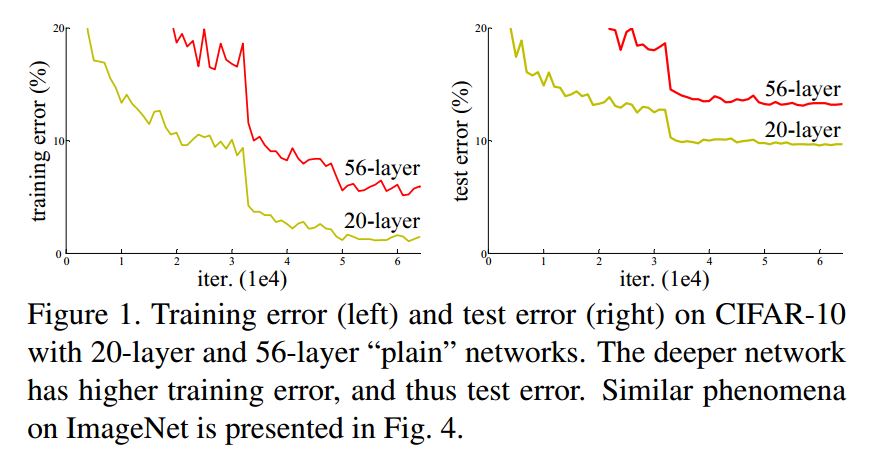 20
10
0
training error (%)
0 1 2 3 4 5 6
iter. (1e4)
56-layer
20-layer
20
10
0
test error (%)
0 1 2 3 4 5 6
iter. (1e4)
56-layer
20-layer
Figure 1. Training error (left) and test error (right) on CIFAR-10
with 20-layer and 56-layer “plain” networks. The deeper network
has higher training error, and thus test error. Similar phenomena
on ImageNet is presented in Fig. 4.